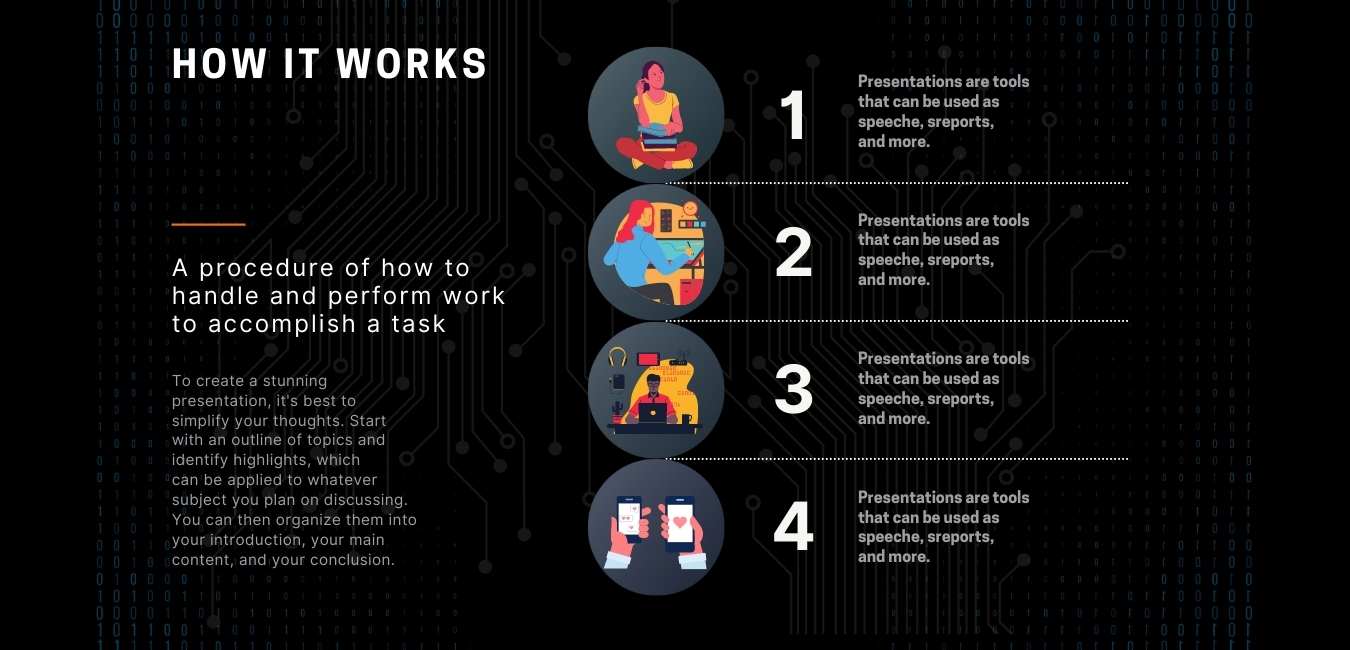 HOW IT WORKS
A procedure of how to
handle and perform work
to accomplish a task
To create a stunning
presentation, it's best to
simplify your thoughts. Start
with an outline of topics and
identify highlights, which
can be applied to whatever
subject you plan on discussing.
You can then organize them into
your introduction, your main
content, and your conclusion.
1
Presentations are tools
that can be used as
speeche, sreports,
and more.
2
Presentations are tools
that can be used as
speeche, sreports,
and more.
3
Presentations are tools
that can be used as
speeche, sreports,
and more.
4
Presentations are tools
that can be used as
speeche, sreports,
and more.